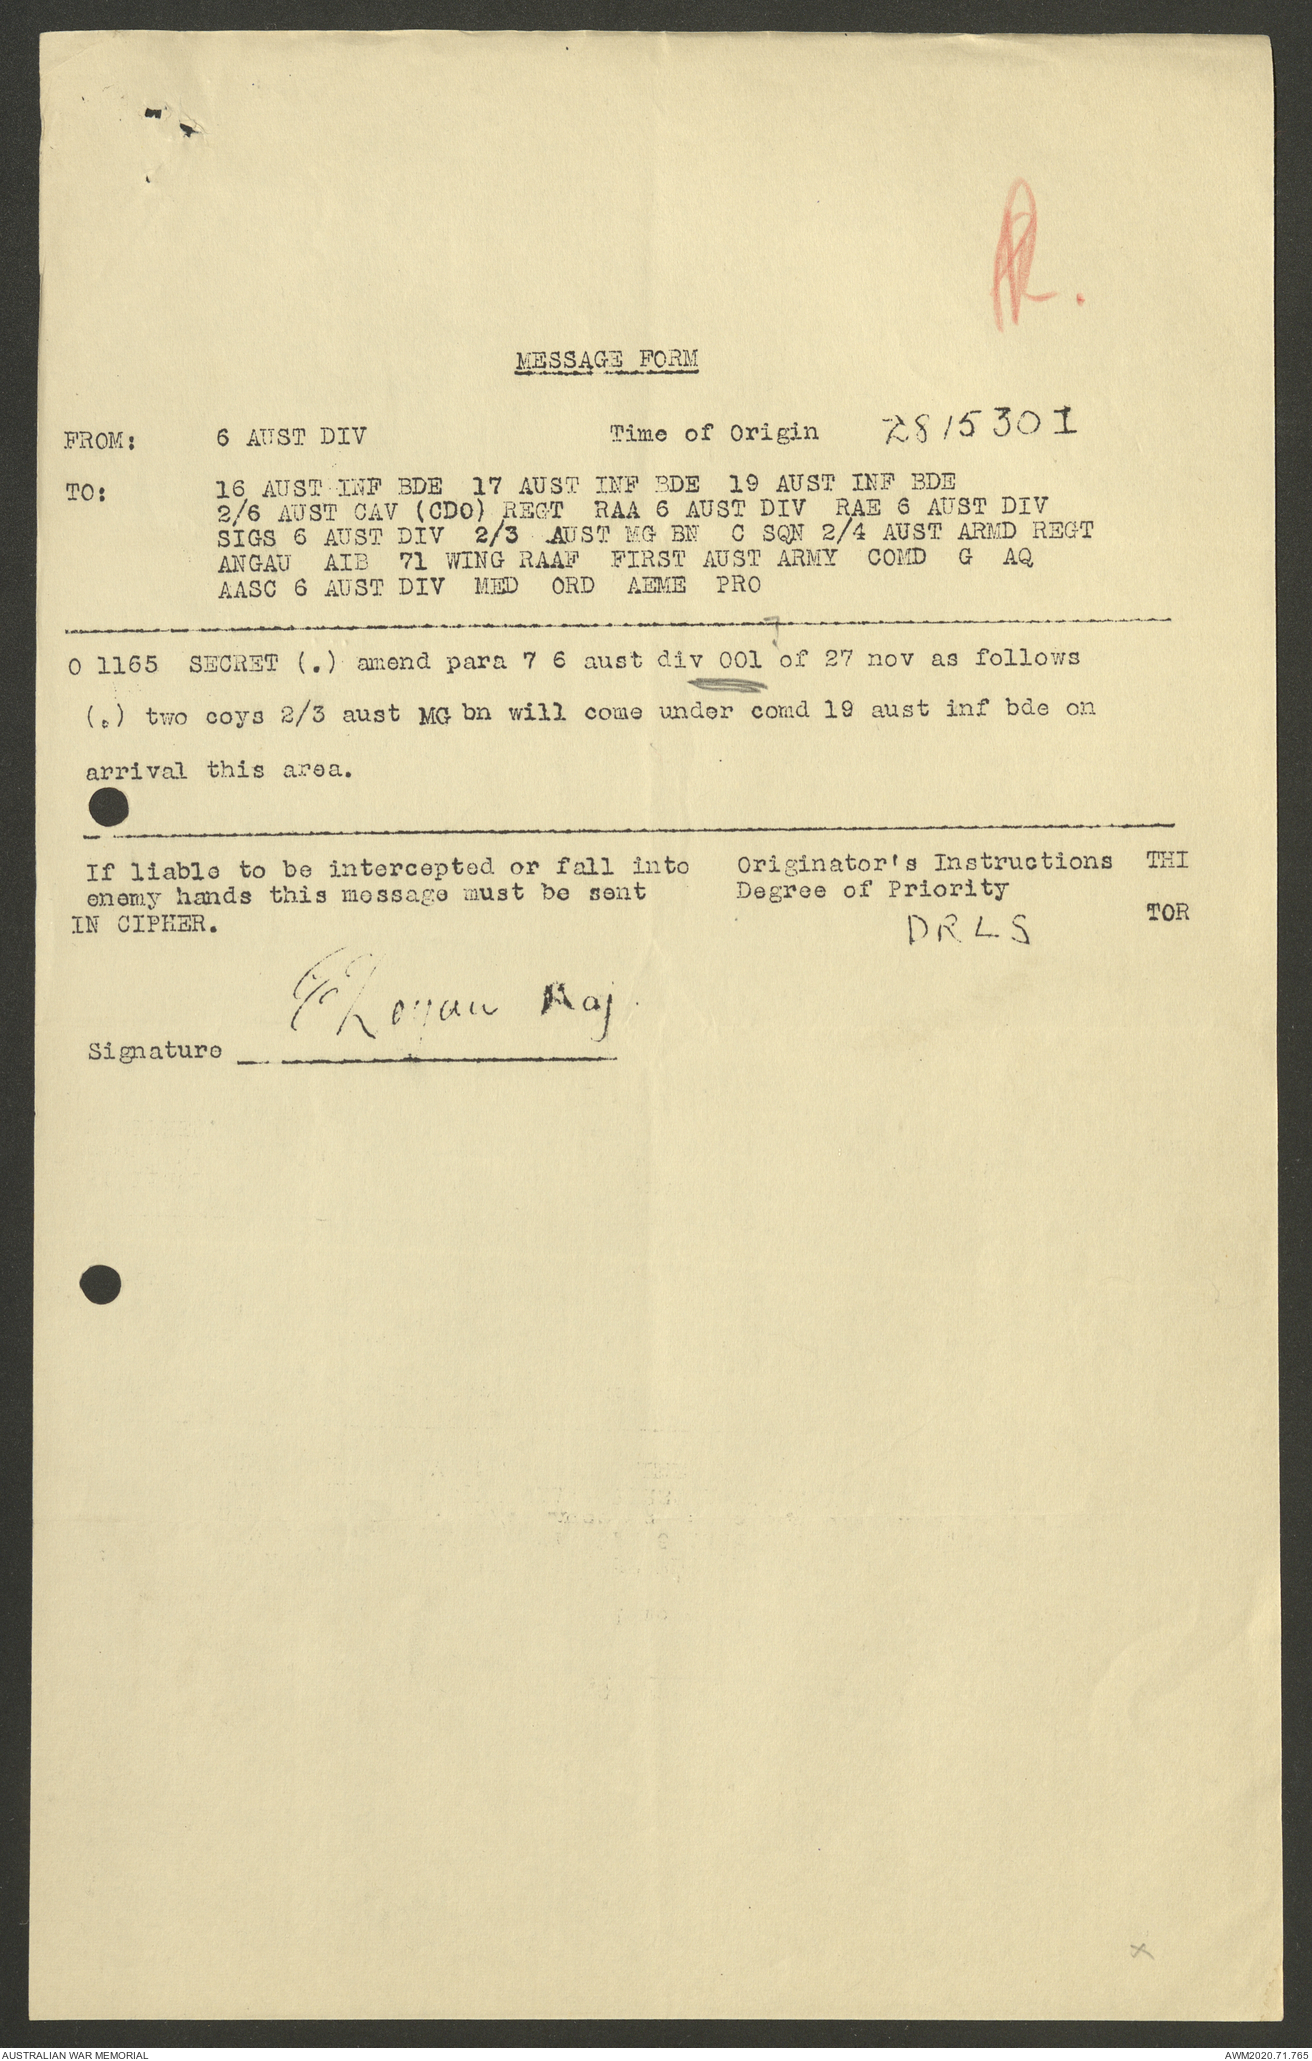 MESSAGE FORM
FROM: 6 AUST DIV Time of Origin 281530I
TO: 16 AUST INF BDE 17 AUST INF BDE 19 AUST INF BDE
2/6 AUST CAV (CDO) REGT RAA 6 AUST DIV RAE 6 AUST DIV
SIGS 6 AUST DIV 2/3 AUST MG BN C SQN 2/4 AUST ARMD REGT
ANGAU AIB 71 WING RAAF FIRST AUST ARMY COMD G AQ
AASC 6 AUST DIV MED ORD AEME PRO
?
O 1165 SECRET (.) amend para 7 6 aust div OO1 of 27 nov as follows
(.) two coys 2/3 aust MG bn will come under comd 19 aust inf bde on
arrival this area.
If liable to be intercepted or fall into Originator's Instructions THI
enemy hands this message must be sent Degree of Priority
IN CIPHER. DRLS TOR
Maj
Signature
AUSTRALIAN WAR MEMORIAL AWM2020.71.765